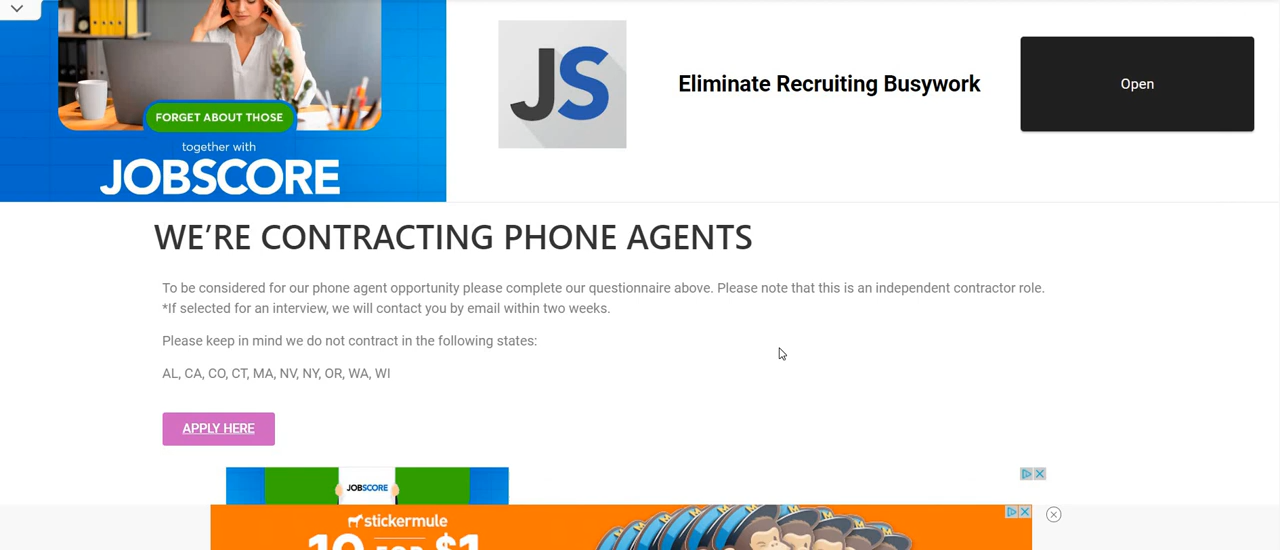 FORGET ABOUT THOSE
together with
JOBSCORE
JS
Eliminate Recruiting Busywork
Open
WE’RE CONTRACTING PHONE AGENTS
To be considered for our phone agent opportunity please complete our questionnaire above. Please note that this is an independent contractor role.
*If selected for an interview, we will contact you by email within two weeks.
Please keep in mind we do not contract in the following states:
AL, CA, CO, CT, MA, NV, NY, OR, WA, WI
APPLY HERE
JOBSCORE
stickermule
10 FOR $1